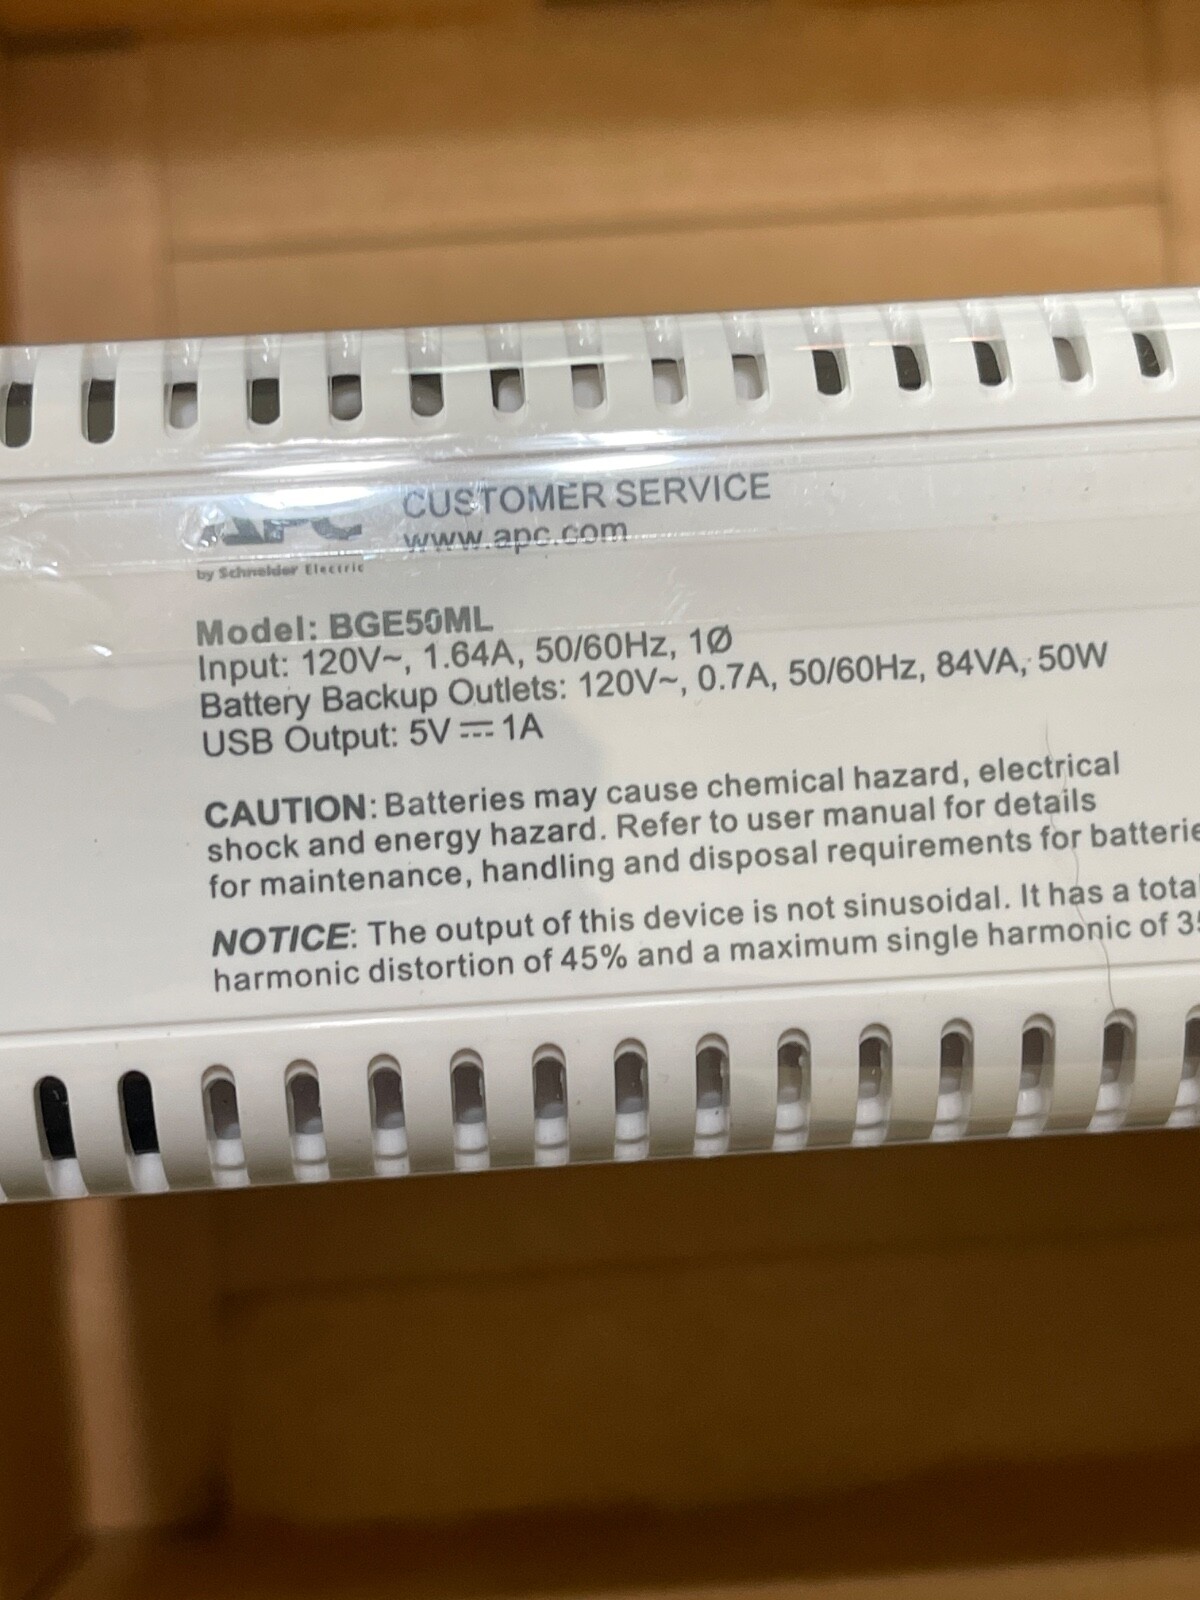 APC
CUSTOMER SERVICE
www.apc.com
by Schneider Electric
Model: BGE50ML
Input: 120V~, 1.64A, 50/60Hz, 1Ø
Battery Backup Outlets: 120V~, 0.7A, 50/60Hz, 84VA, 50W
USB Output: 5V⎓1A
CAUTION: Batteries may cause chemical hazard, electrical
shock and energy hazard. Refer to user manual for details
for maintenance, handling and disposal requirements for batterie
NOTICE: The output of this device is not sinusoidal. It has a total
harmonic distortion of 45% and a maximum single harmonic of